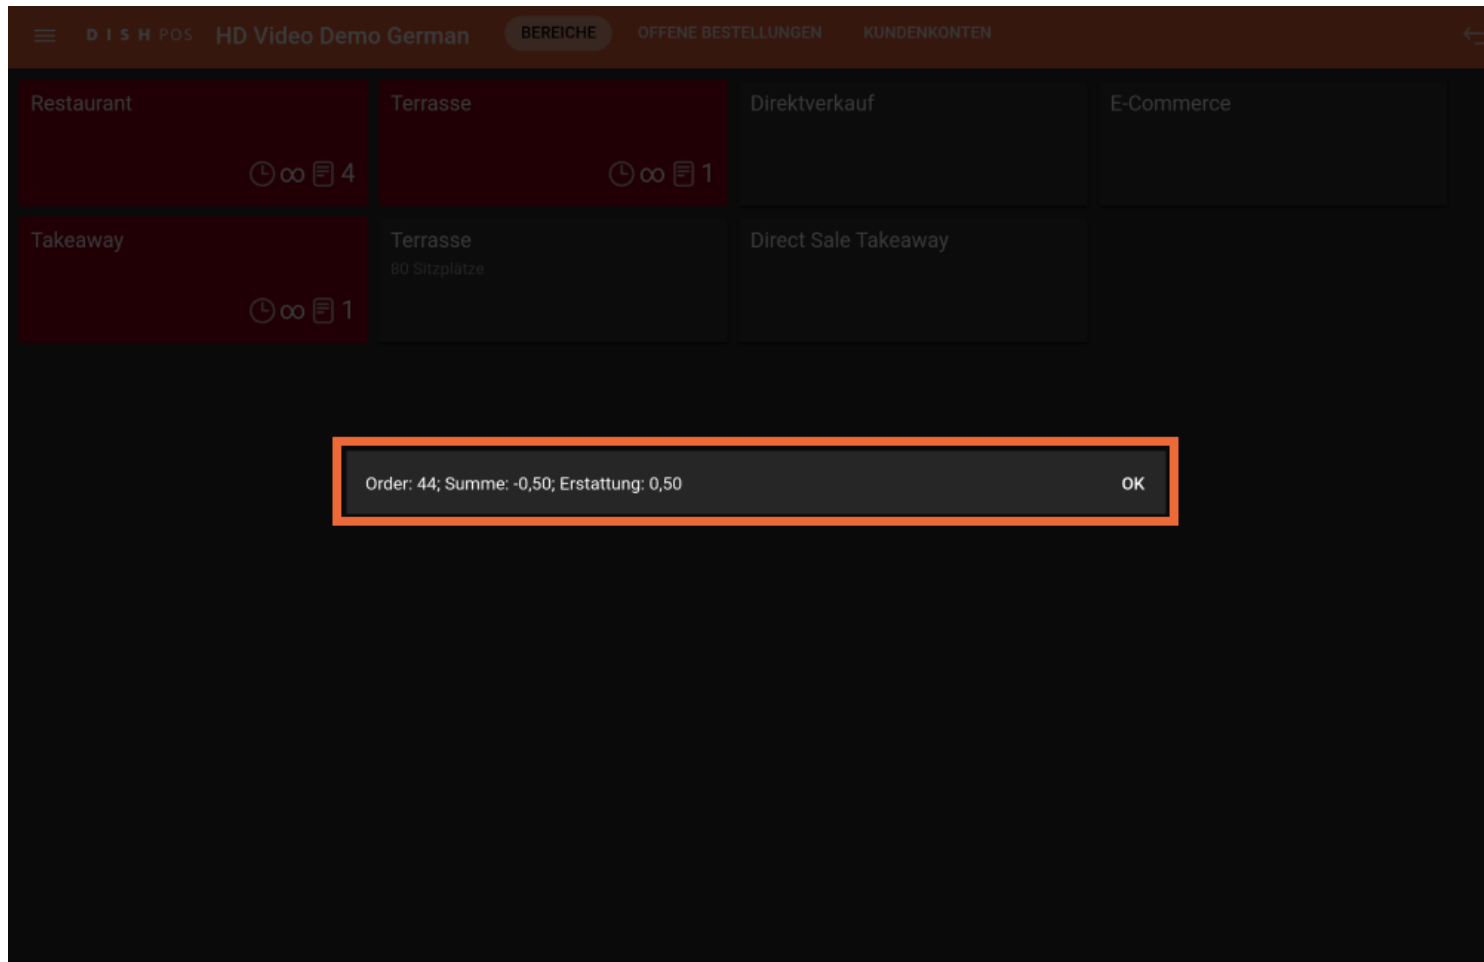 DISH POS HD Video Demo German BEREICHE OFFENE BESTELLUNGEN KUNDENKONTEN
Restaurant
4
Terrasse
1
Direktverkauf
E-Commerce
Takeaway
1
Terrasse
80 Sitzplätze
Direct Sale Takeaway
Order: 44; Summe: -0,50; Erstattung: 0,50 OK